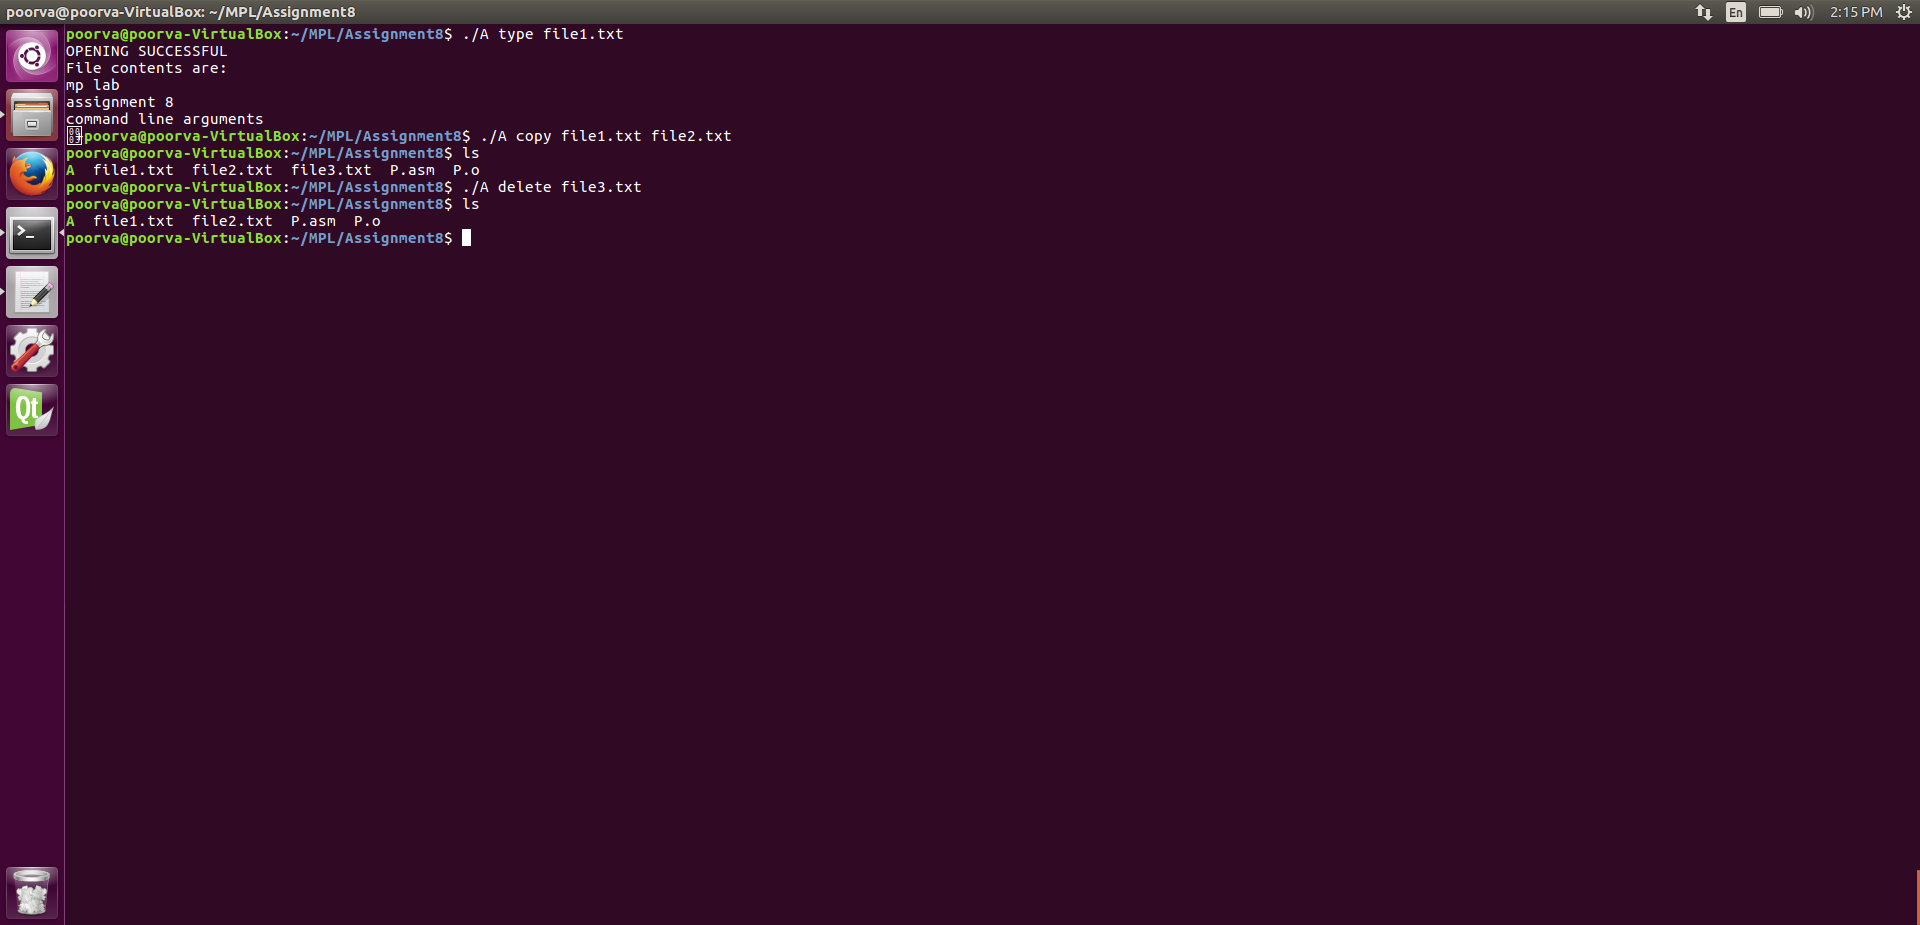 poorva@poorva-VirtualBox: ~/MPL/Assignment8
En
2:15 PM
poorva@poorva-VirtualBox:~/MPL/Assignment8$ ./A type file1.txt
OPENING SUCCESSFUL
File contents are:
mp lab
assignment 8
command line arguments
poorva@poorva-VirtualBox:~/MPL/Assignment8$ ./A copy file1.txt file2.txt
poorva@poorva-VirtualBox:~/MPL/Assignment8$ ls
A  file1.txt  file2.txt  file3.txt  P.asm  P.o
poorva@poorva-VirtualBox:~/MPL/Assignment8$ ./A delete file3.txt
poorva@poorva-VirtualBox:~/MPL/Assignment8$ ls
A  file1.txt  file2.txt  P.asm  P.o
poorva@poorva-VirtualBox:~/MPL/Assignment8$
Qt